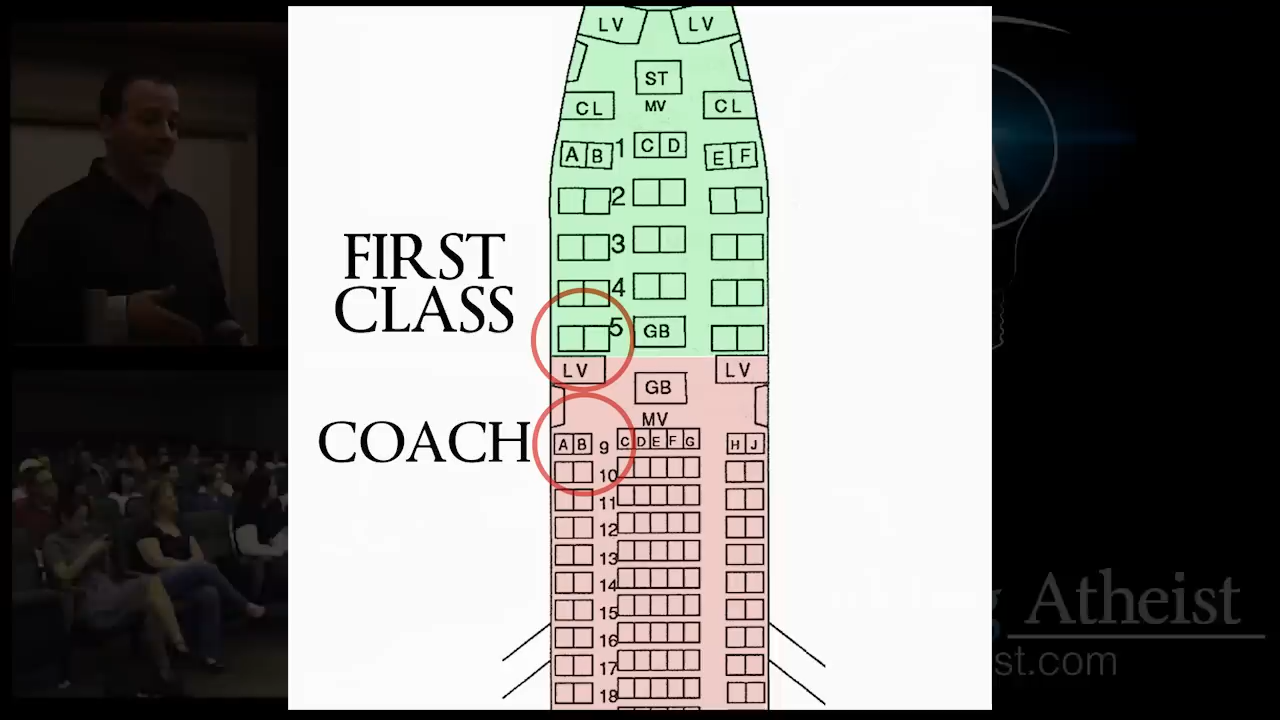 LV LV
ST
CL MV CL
A B 1 C D E F
2
3
FIRST
CLASS
4
5 GB
LV LV
GB
MV
COACH
A B 9 C D E F G H J
10
11
12
13
14
15
16
17
18
Atheist
st.com